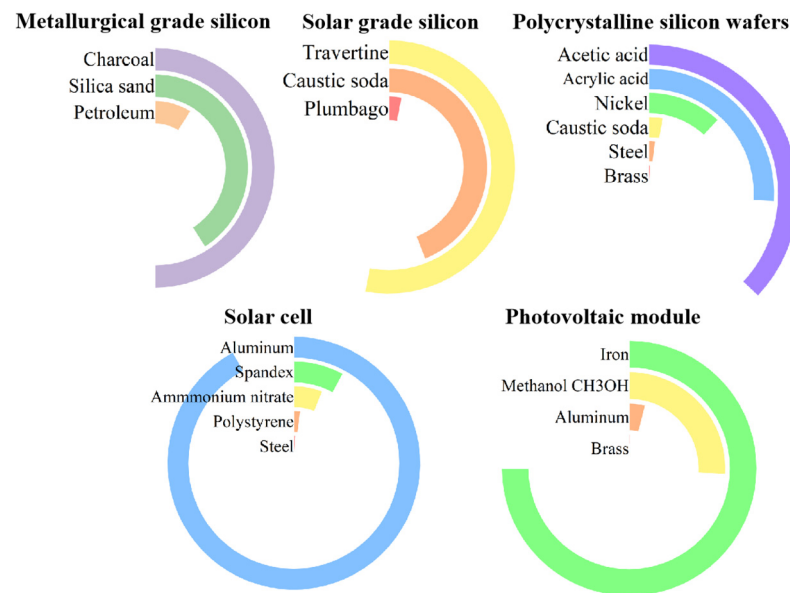 Metallurgical grade silicon
Charcoal
Silica sand
Petroleum
Solar grade silicon
Travertine
Caustic soda
Plumbago
Polycrystalline silicon wafers
Acetic acid
Acrylic acid
Nickel
Caustic soda
Steel
Brass
Solar cell
Aluminum
Spandex
Ammmonium nitrate
Polystyrene
Steel
Photovoltaic module
Iron
Methanol CH3OH
Aluminum
Brass